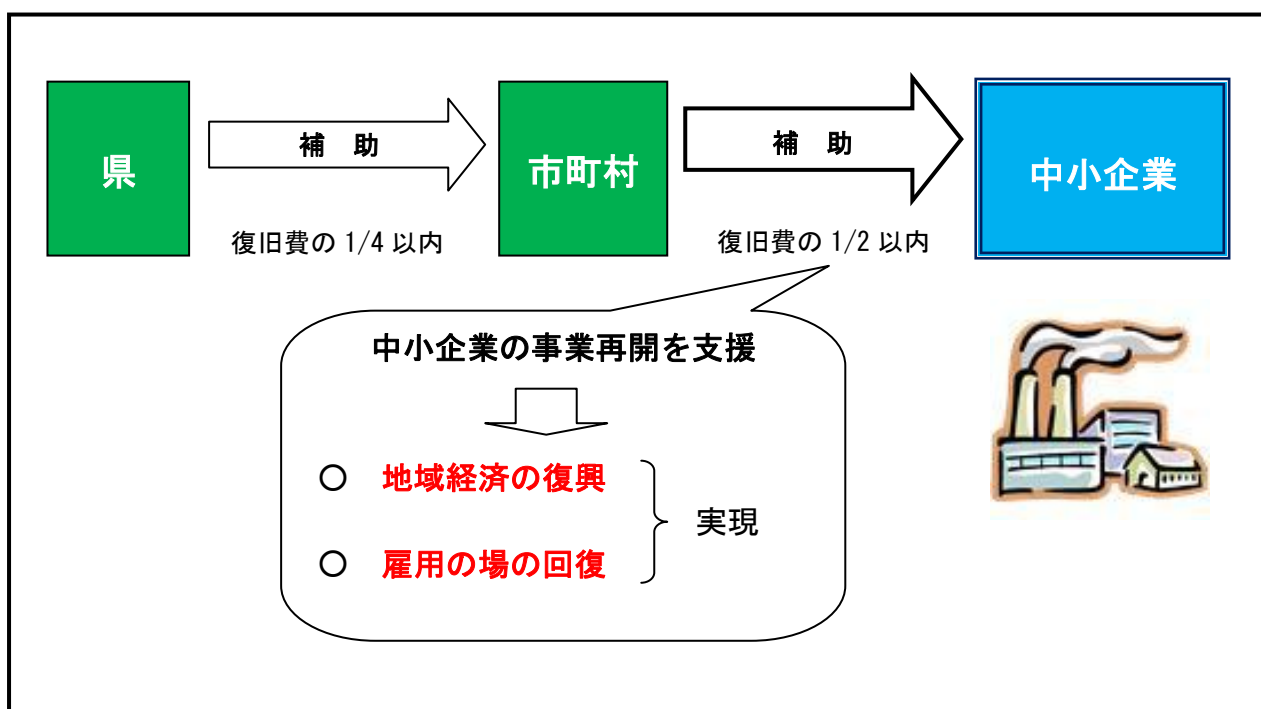 県
補 助
市町村
補 助
中小企業
復旧費の 1/4 以内
復旧費の 1/2 以内
中小企業の事業再開を支援
○ 地域経済の復興
○ 雇用の場の回復
実現